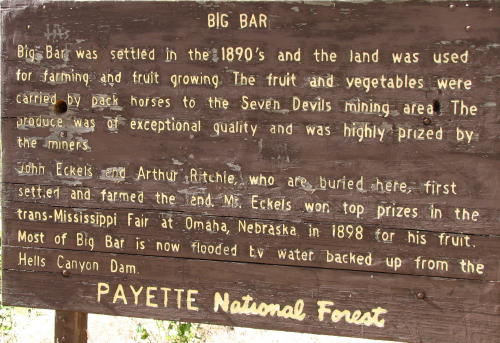 BIG BAR
Big Bar was settled in the 1890's and the land was used
for farming and fruit growing. The fruit and vegetables were
carried by pack horses to the Seven Devils mining area. The
produce was of exceptional quality and was highly prized by
the miners.
John Eckels and Arthur Ritchie, who are buried here, first
settled and farmed the land. Mr. Eckels won top prizes in the
trans-Mississippi Fair at Omaha, Nebraska in 1898 for his fruit.
Most of Big Bar is now flooded by water backed up from the
Hells Canyon Dam.
PAYETTE National Forest